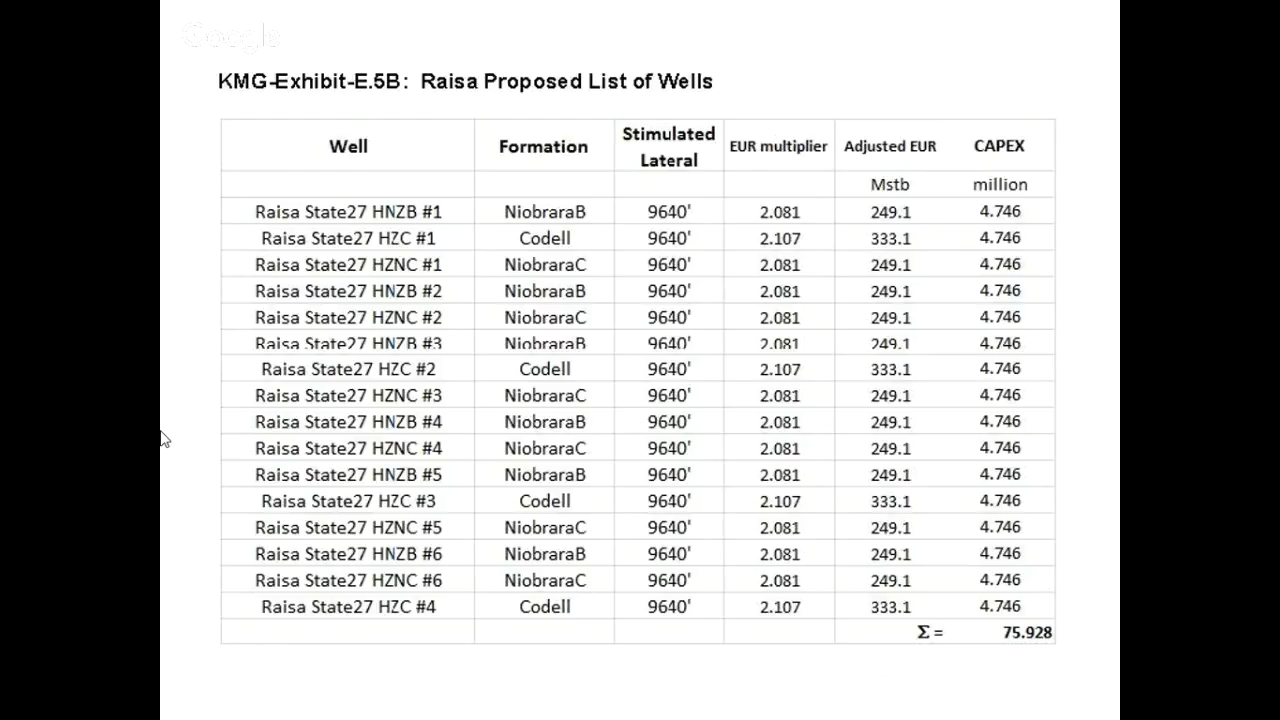 Google
KMG-Exhibit-E.5B: Raisa Proposed List of Wells
Well Formation Stimulated Lateral EUR multiplier Adjusted EUR CAPEX
Mstb million
Raisa State27 HNZB #1 NiobraraB 9640' 2.081 249.1 4.746
Raisa State27 HZC #1 Codell 9640' 2.107 333.1 4.746
Raisa State27 HZNC #1 NiobraraC 9640' 2.081 249.1 4.746
Raisa State27 HNZB #2 NiobraraB 9640' 2.081 249.1 4.746
Raisa State27 HZNC #2 NiobraraC 9640' 2.081 249.1 4.746
Raisa State27 HNZB #3 NiobraraB 9640' 2.081 249.1 4.746
Raisa State27 HZC #2 Codell 9640' 2.107 333.1 4.746
Raisa State27 HZNC #3 NiobraraC 9640' 2.081 249.1 4.746
Raisa State27 HNZB #4 NiobraraB 9640' 2.081 249.1 4.746
Raisa State27 HZNC #4 NiobraraC 9640' 2.081 249.1 4.746
Raisa State27 HNZB #5 NiobraraB 9640' 2.081 249.1 4.746
Raisa State27 HZC #3 Codell 9640' 2.107 333.1 4.746
Raisa State27 HZNC #5 NiobraraC 9640' 2.081 249.1 4.746
Raisa State27 HNZB #6 NiobraraB 9640' 2.081 249.1 4.746
Raisa State27 HZNC #6 NiobraraC 9640' 2.081 249.1 4.746
Raisa State27 HZC #4 Codell 9640' 2.107 333.1 4.746
Σ = 75.928